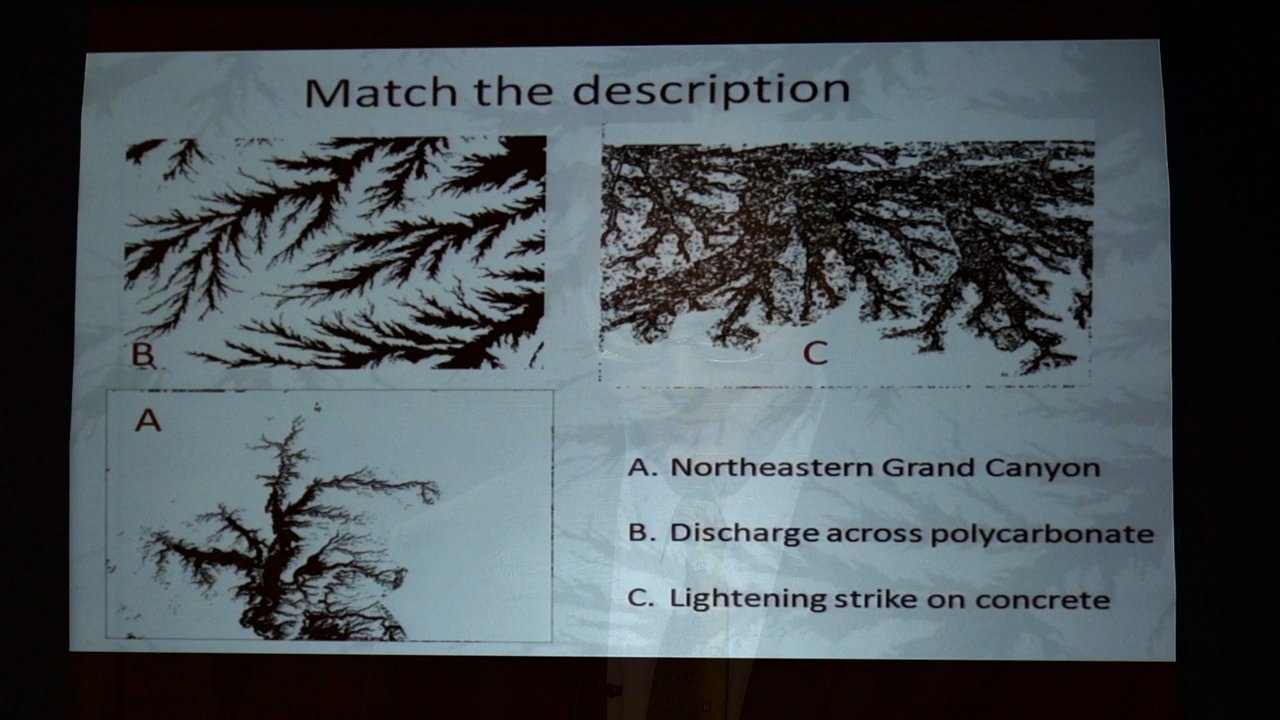 Match the description
B
C
A
A. Northeastern Grand Canyon
B. Discharge across polycarbonate
C. Lightening strike on concrete